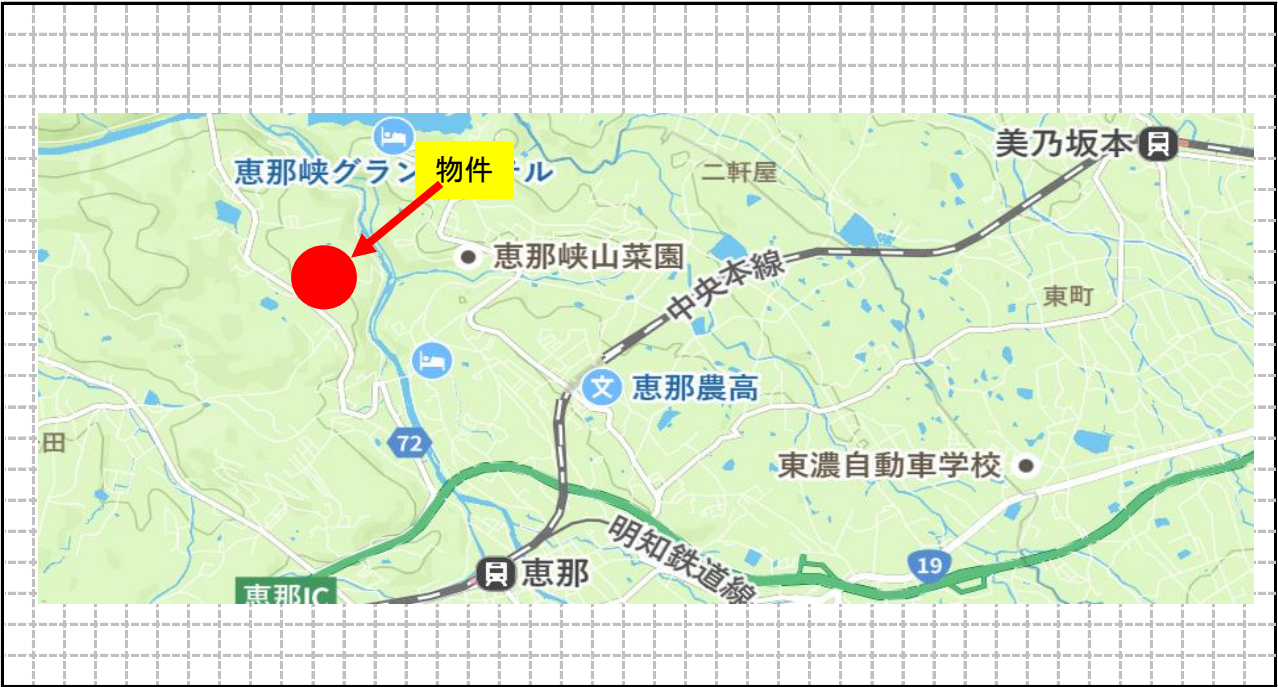 美乃坂本
物件
恵那峡グラン
テル
二軒屋
恵那峡山菜園
中央本線
東町
恵那農高
田
72
東濃自動車学校
明知鉄道線
19
恵那
恵那IC